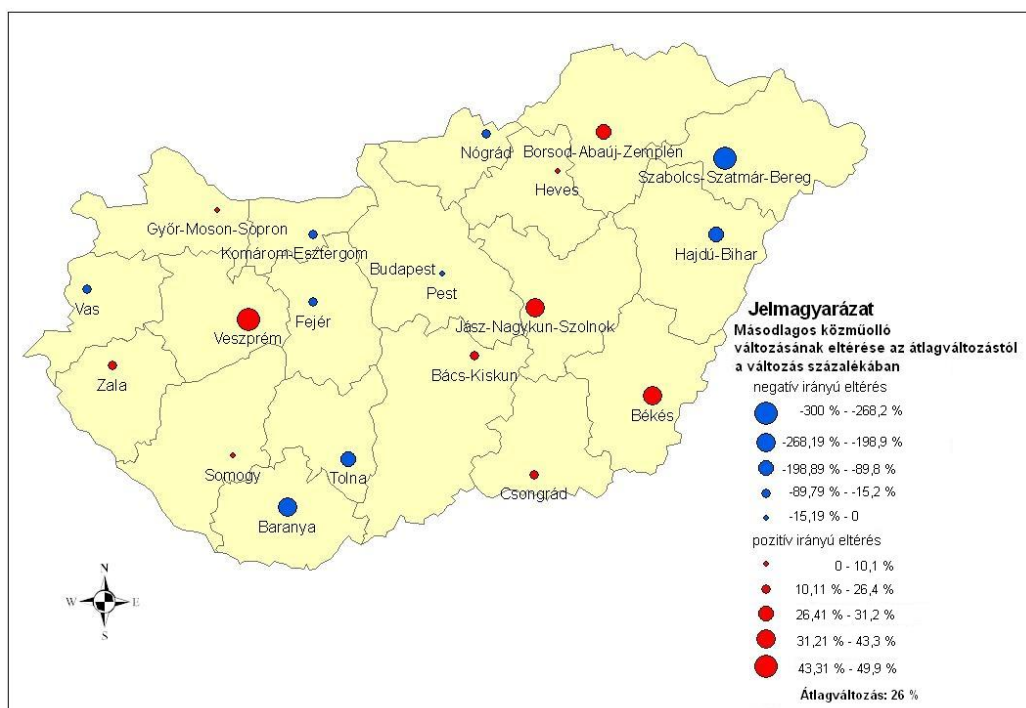 Nógrád
Borsod-Abaúj-Zemplén
Szabolcs-Szatmár-Bereg
Heves
Győr-Moson-Sopron
Komárom-Esztergom
Hajdú-Bihar
Budapest
Pest
Vas
Veszprém
Fejér
Jász-Nagykun-Szolnok
Zala
Bács-Kiskun
Békés
Somogy
Tolna
Csongrád
Baranya
N
W
E
S
Jelmagyarázat
Másodlagos közműolló
változásának eltérése az átlagváltozástól
a változás százalékában
negatív irányú eltérés
-300 % - -268,2 %
-268,19 % - -198,9 %
-198,89 % - -89,8 %
-89,79 % - -15,2 %
-15,19 % - 0
pozitív irányú eltérés
0 - 10,1 %
10,11 % - 26,4 %
26,41 % - 31,2 %
31,21 % - 43,3 %
43,31 % - 49,9 %
Átlagváltozás: 26 %